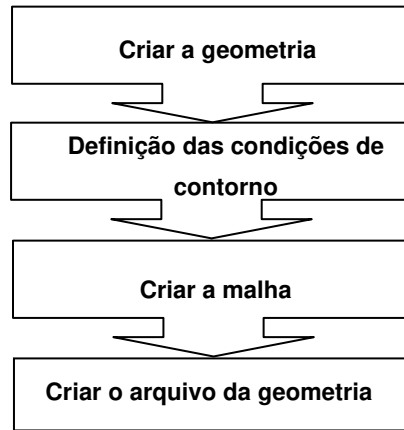 Criar a geometria
Definição das condições de
contorno
Criar a malha
Criar o arquivo da geometria